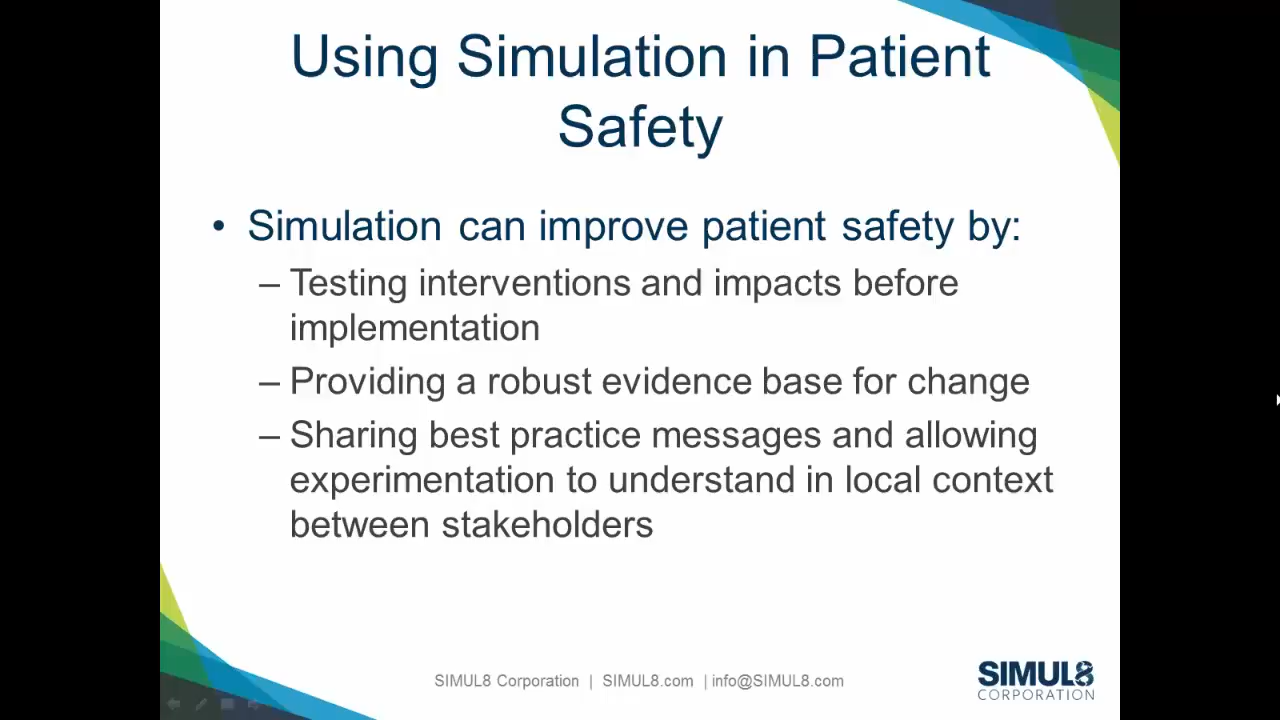 Using Simulation in Patient
Safety
• Simulation can improve patient safety by:
– Testing interventions and impacts before
implementation
– Providing a robust evidence base for change
– Sharing best practice messages and allowing
experimentation to understand in local context
between stakeholders
SIMUL8 Corporation | SIMUL8.com | info@SIMUL8.com
SIMUL8
CORPORATION